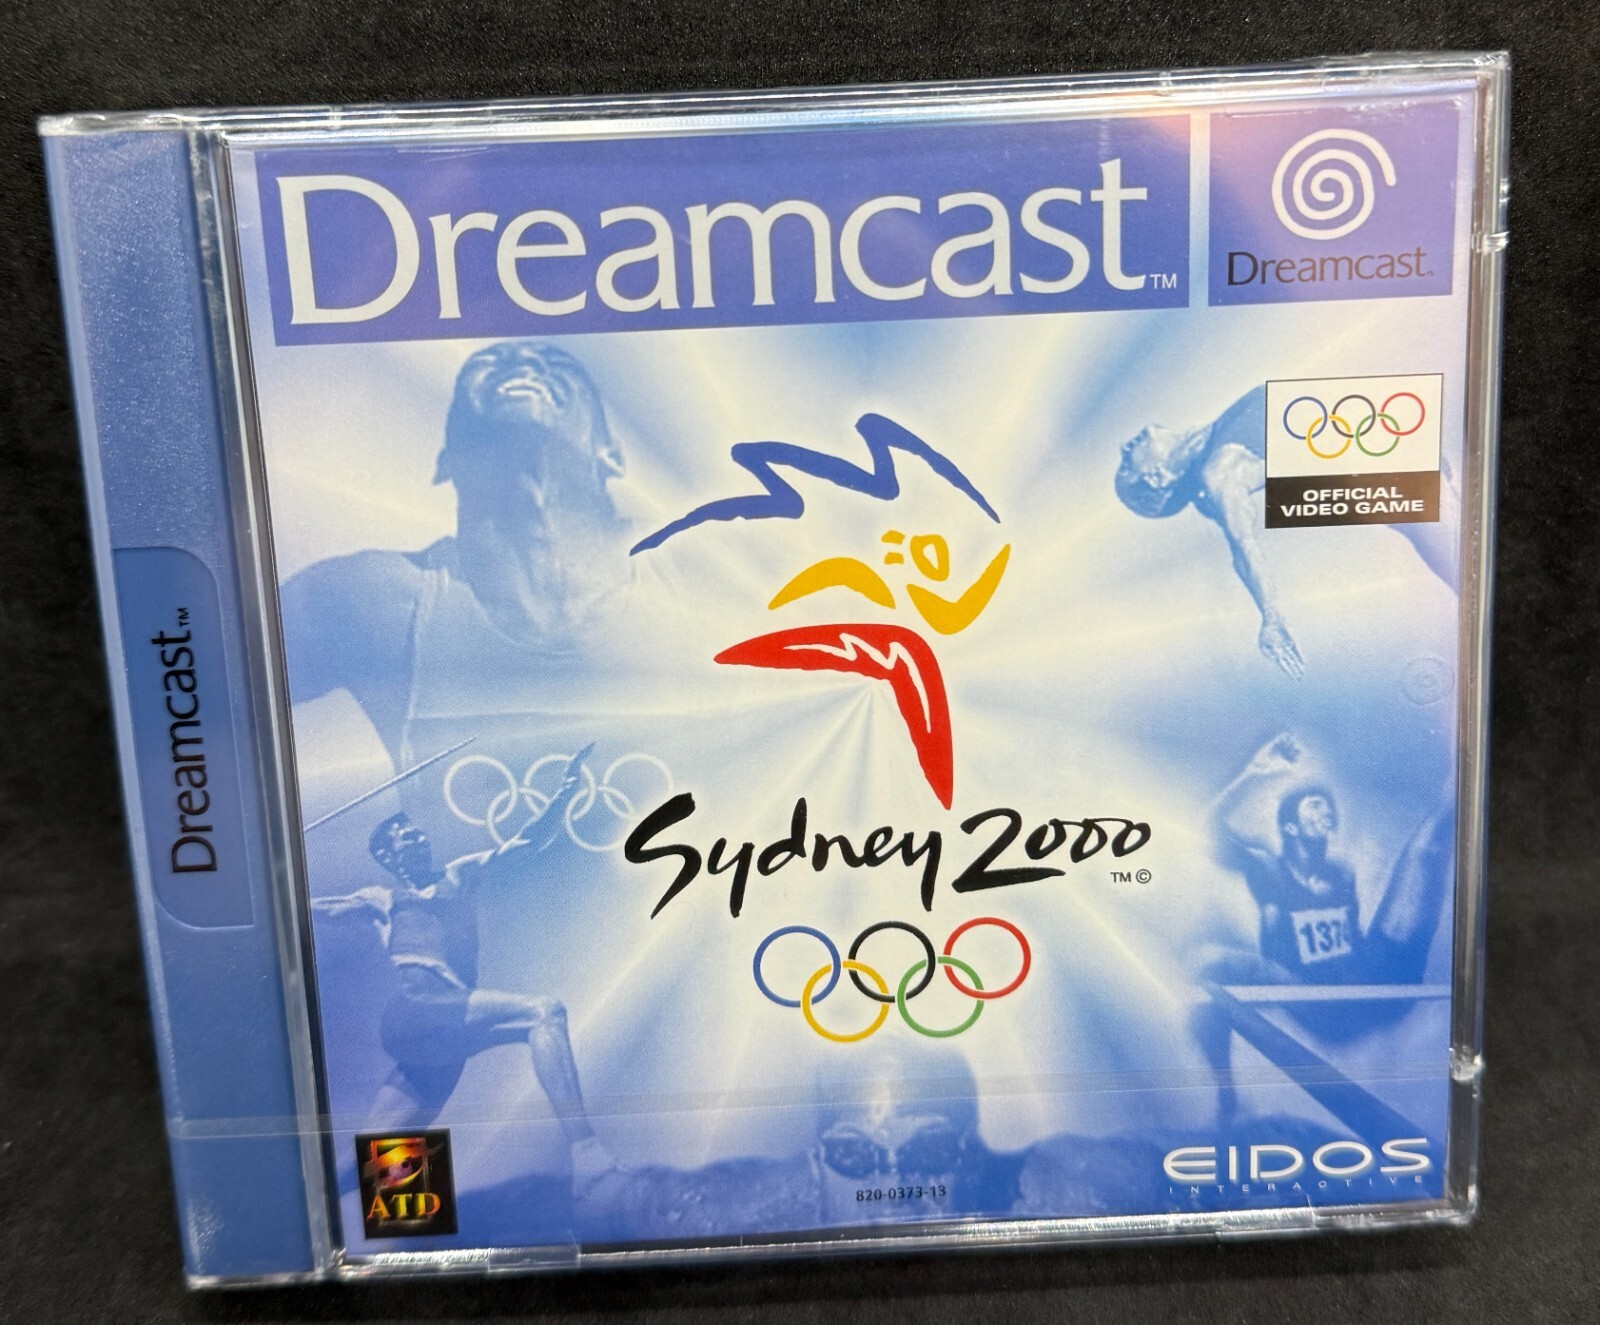 Dreamcast™
Dreamcast
OFFICIAL
VIDEO GAME
Dreamcast™
Sydney 2000
™©
137
ATD
820-0373-13
EIDOS
INTERACTIVE